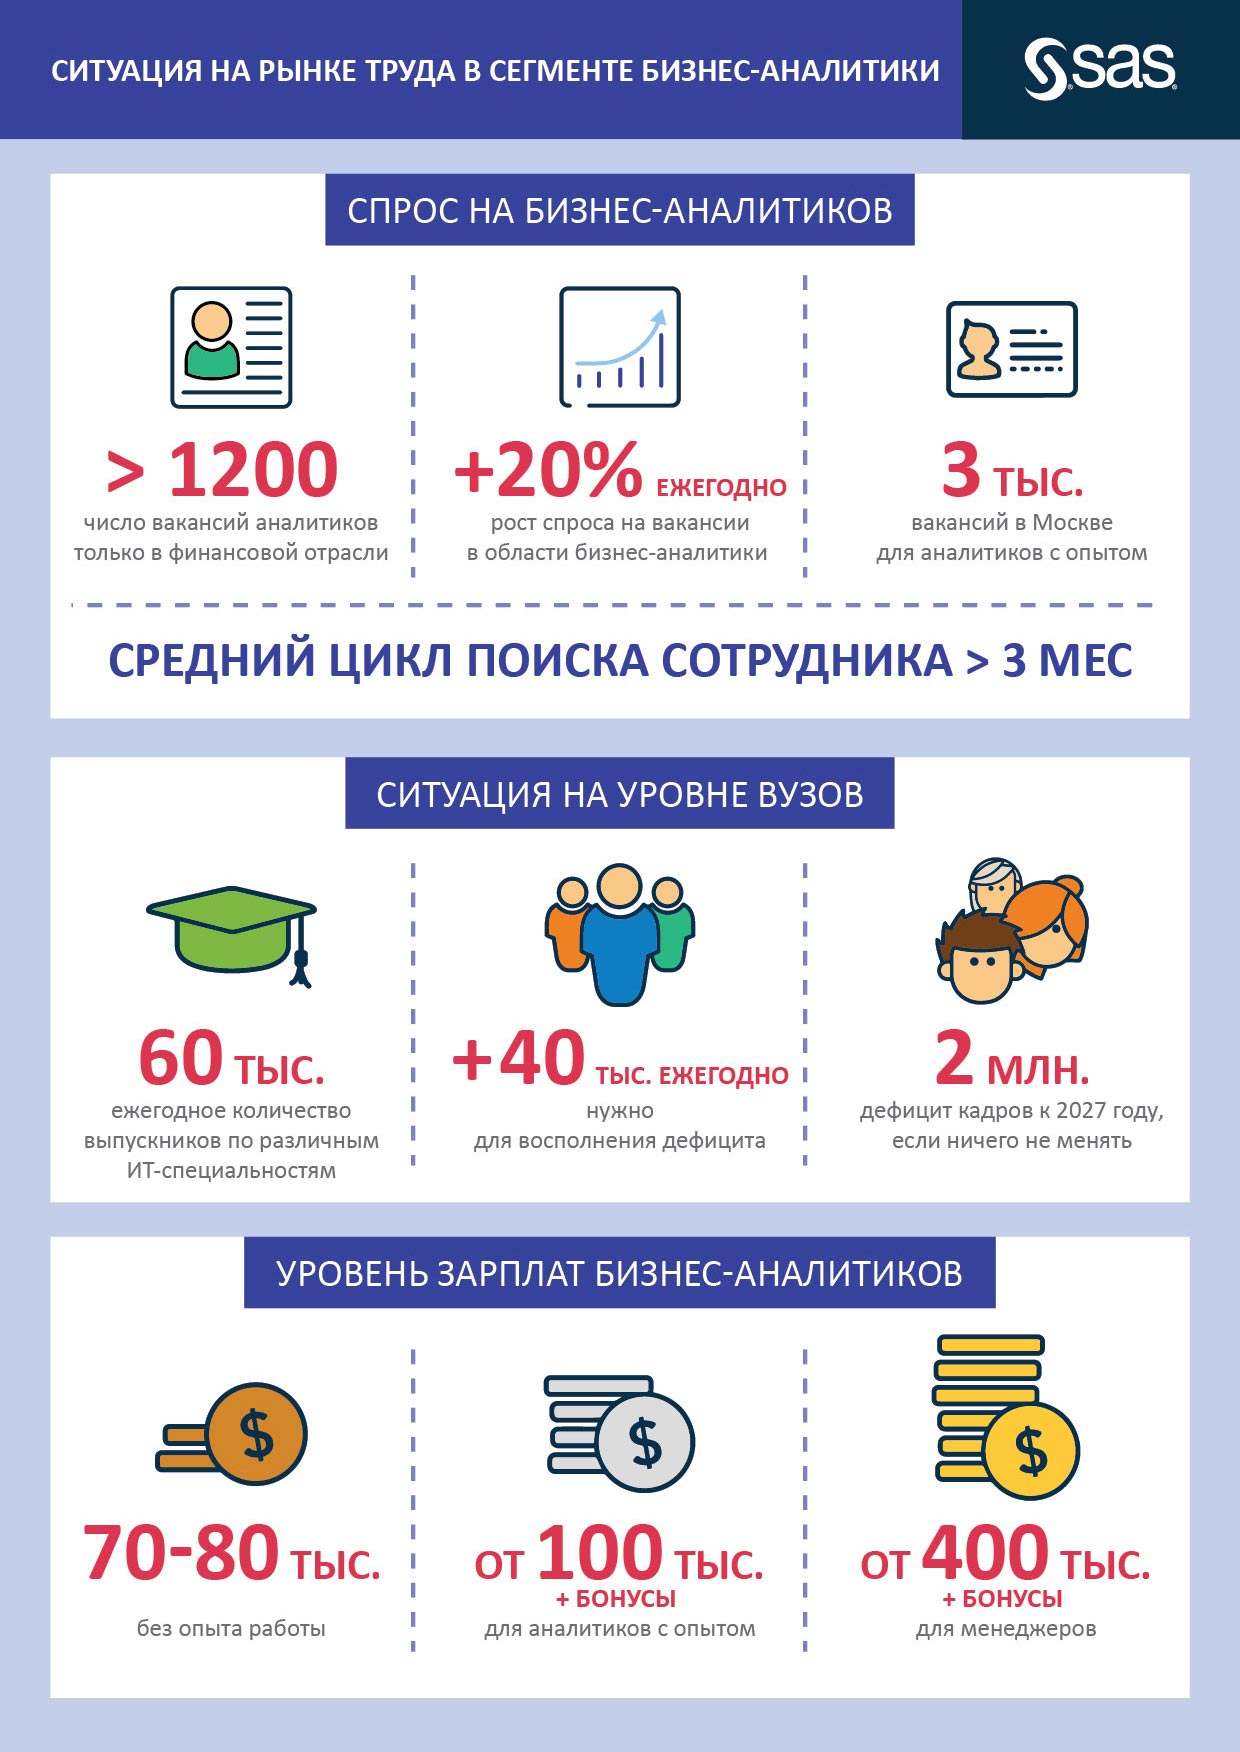 СИТУАЦИЯ НА РЫНКЕ ТРУДА В СЕГМЕНТЕ БИЗНЕС-АНАЛИТИКИ
sas
СПРОС НА БИЗНЕС-АНАЛИТИКОВ
> 1200
число вакансий аналитиков
только в финансовой отрасли
+20% ЕЖЕГОДНО
рост спроса на вакансии
в области бизнес-аналитики
3 ТЫС.
вакансий в Москве
для аналитиков с опытом
СРЕДНИЙ ЦИКЛ ПОИСКА СОТРУДНИКА > 3 МЕС
СИТУАЦИЯ НА УРОВНЕ ВУЗОВ
60 ТЫС.
ежегодное количество
выпускников по различным
ИТ-специальностям
+40 ТЫС. ЕЖЕГОДНО
нужно
для восполнения дефицита
2 МЛН.
дефицит кадров к 2027 году,
если ничего не менять
УРОВЕНЬ ЗАРПЛАТ БИЗНЕС-АНАЛИТИКОВ
$
70-80 ТЫС.
без опыта работы
$
ОТ 100 ТЫС.
+ БОНУСЫ
для аналитиков с опытом
$
ОТ 400 ТЫС.
+ БОНУСЫ
для менеджеров